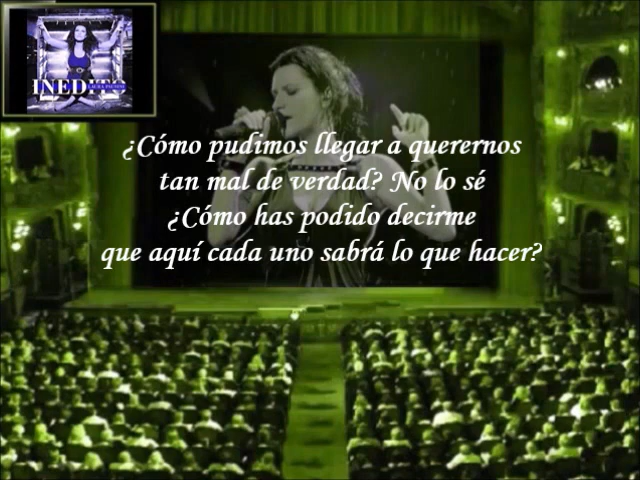 INEDITO
LAURA PAUSINI
¿Cómo pudimos llegar a querernos
tan mal de verdad? No lo sé
¿Cómo has podido decirme
que aquí cada uno sabrá lo que hacer?